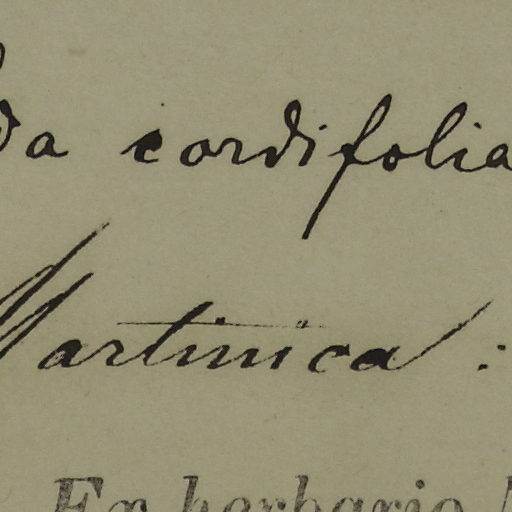 da cordifolia
Martinica :
Ex herbario